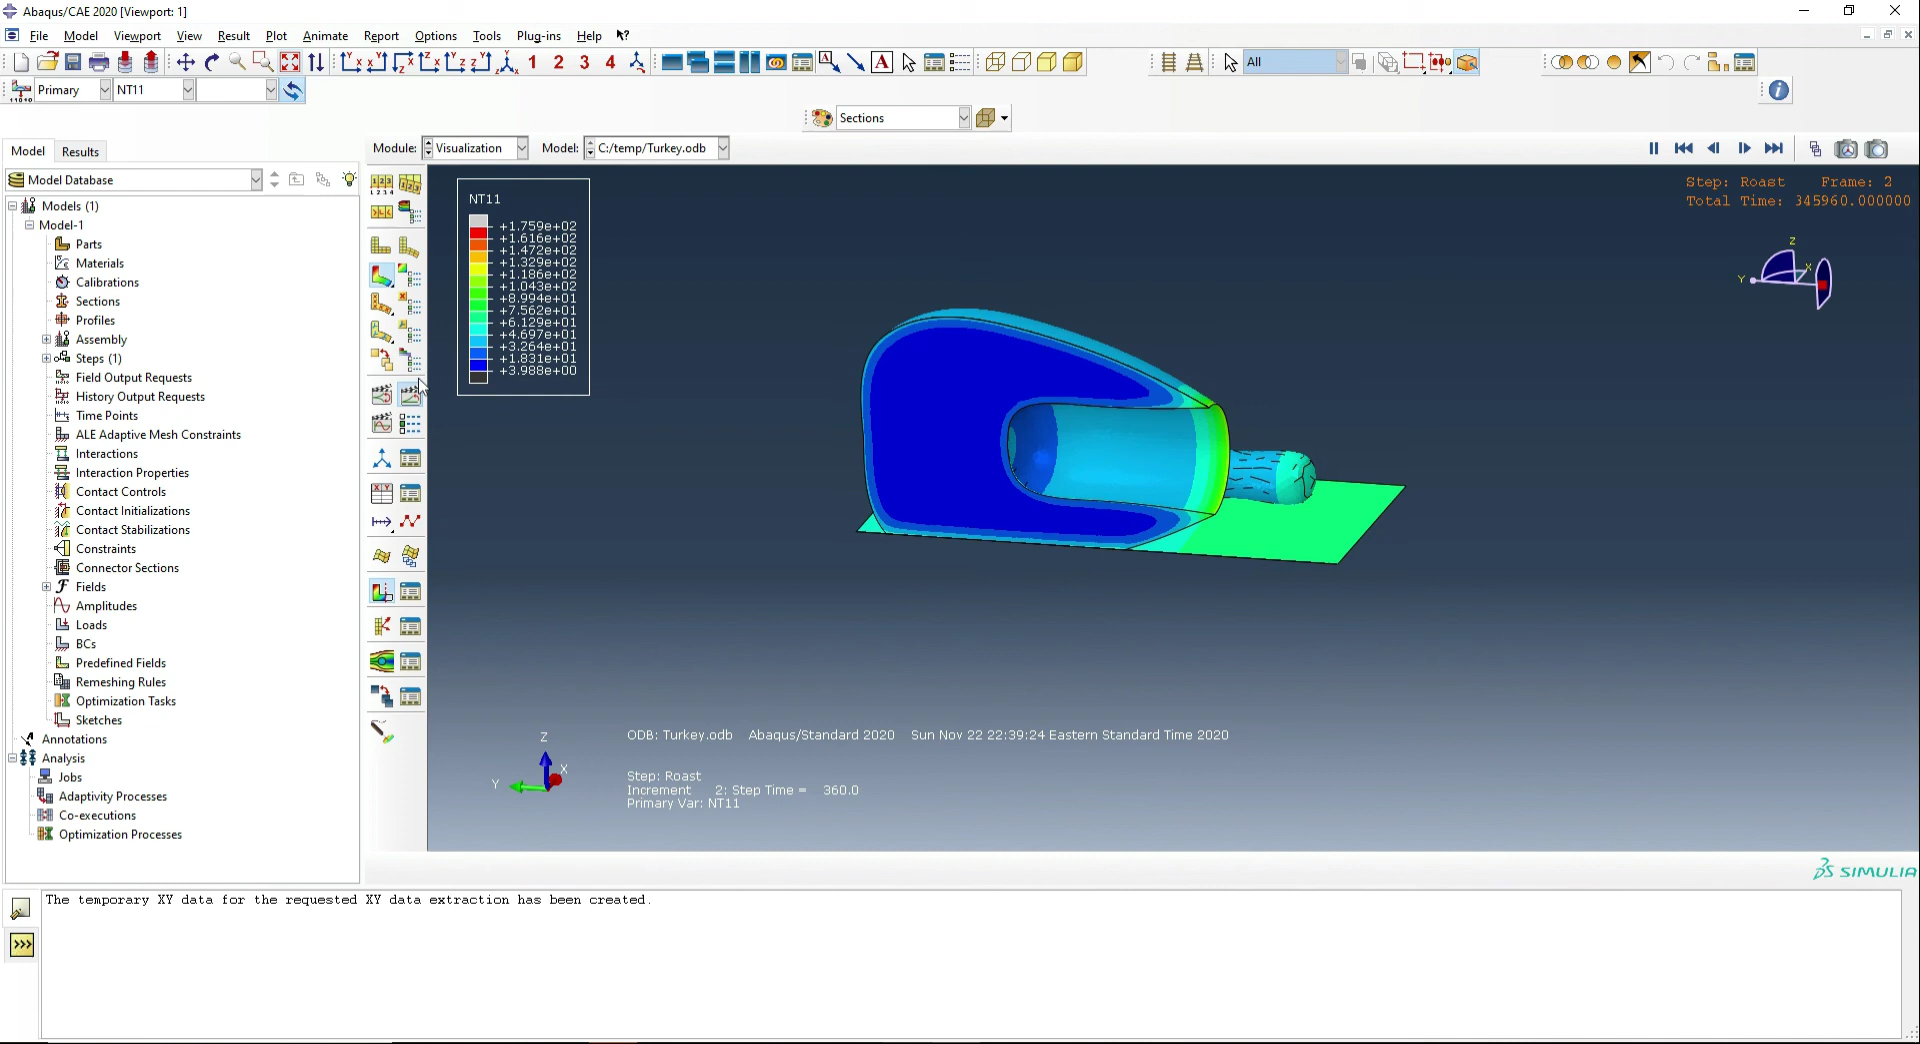 Abaqus/CAE 2020 [Viewport: 1]
File Model Viewport View Result Plot Animate Report Options Tools Plug-ins Help
1 2 3 4 A All
Primary NT11
Sections
Model Results Module: Visualization Model: C:/temp/Turkey.odb
Model Database
Models (1)
Model-1
Parts
Materials
Calibrations
Sections
Profiles
Assembly
Steps (1)
Field Output Requests
History Output Requests
Time Points
ALE Adaptive Mesh Constraints
Interactions
Interaction Properties
Contact Controls
Contact Initializations
Contact Stabilizations
Constraints
Connector Sections
Fields
Amplitudes
Loads
BCs
Predefined Fields
Remeshing Rules
Optimization Tasks
Sketches
Annotations
Analysis
Jobs
Adaptivity Processes
Co-executions
Optimization Processes
NT11
+1.759e+02
+1.616e+02
+1.472e+02
+1.329e+02
+1.186e+02
+1.043e+02
+8.994e+01
+7.562e+01
+6.129e+01
+4.697e+01
+3.264e+01
+1.831e+01
+3.988e+00
Step: Roast Frame: 2
Total Time: 345960.000000
Z
Y X
Z
Y X
ODB: Turkey.odb Abaqus/Standard 2020 Sun Nov 22 22:39:24 Eastern Standard Time 2020
Step: Roast
Increment 2: Step Time = 360.0
Primary Var: NT11
SIMULIA
The temporary XY data for the requested XY data extraction has been created.